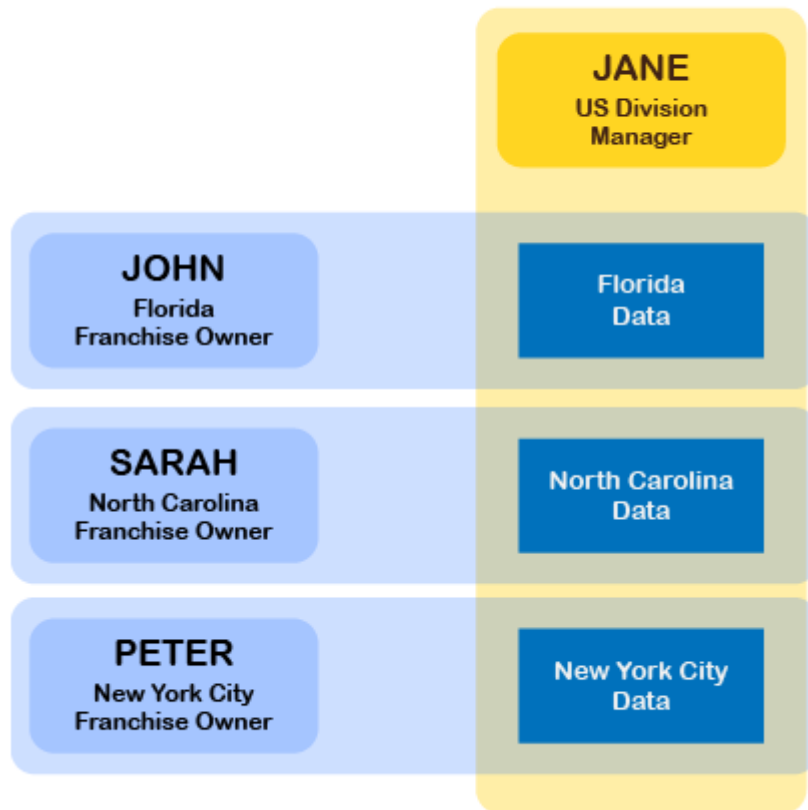 JANE
US Division
Manager
JOHN
Florida
Franchise Owner
Florida
Data
SARAH
North Carolina
Franchise Owner
North Carolina
Data
PETER
New York City
Franchise Owner
New York City
Data